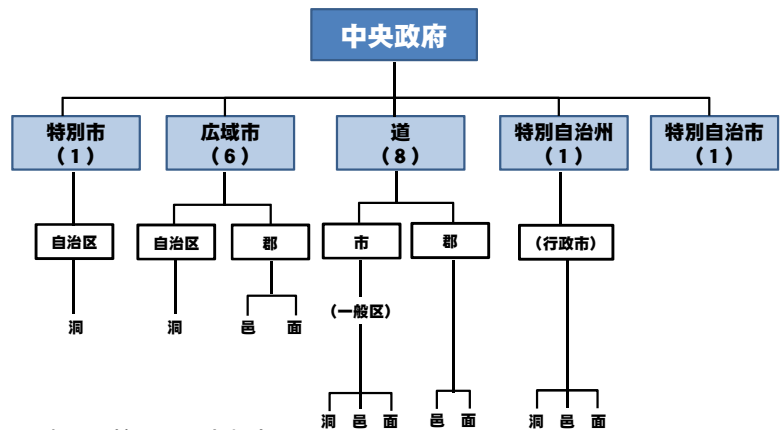 中央政府
特別市
(1)
広域市
(6)
道
(8)
特別自治州
(1)
特別自治市
(1)
自治区
自治区
郡
市
郡
(行政市)
洞
洞
邑 面
(一般区)
洞 邑 面
邑 面
洞 邑 面